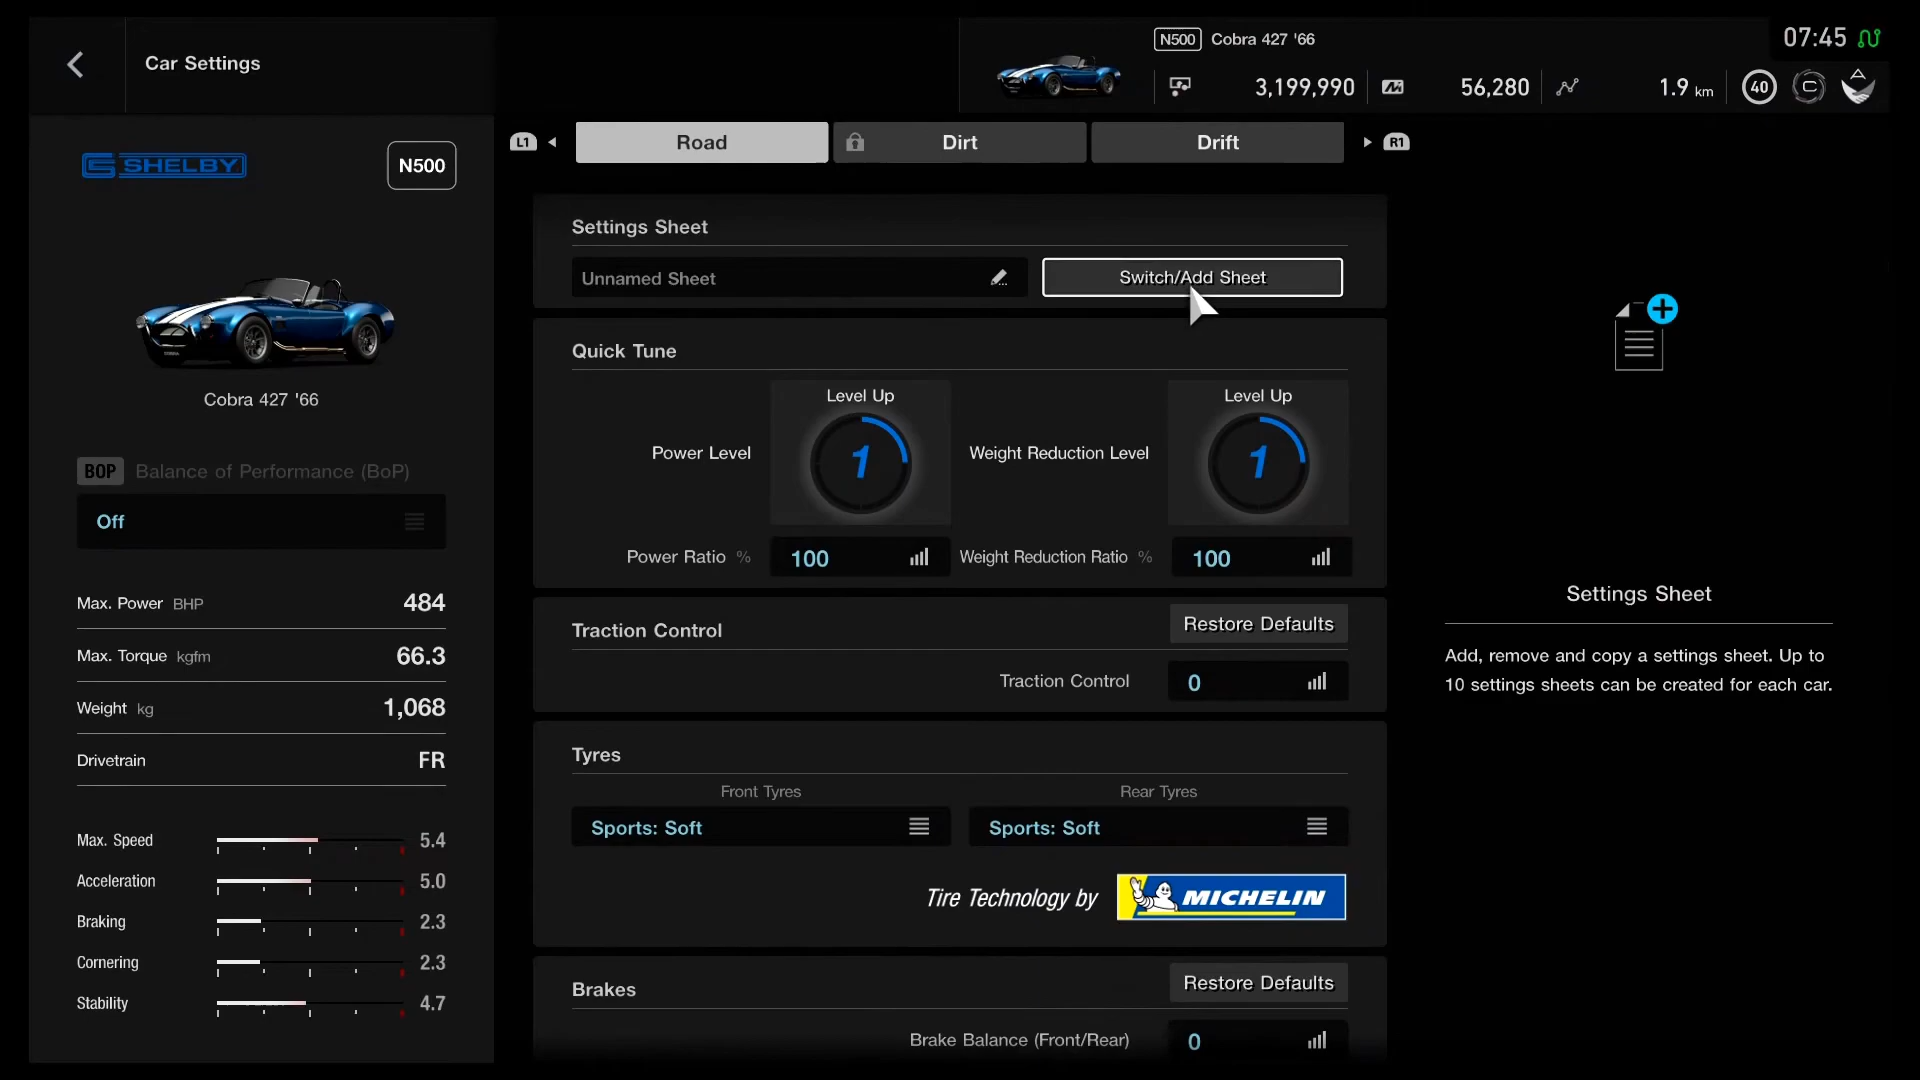 Car Settings
N500 Cobra 427 '66
07:45
3,199,990
56,280
1.9 km
40
C
SHELBY
N500
Cobra 427 '66
BOP Balance of Performance (BoP)
Off
Max. Power BHP 484
Max. Torque kgfm 66.3
Weight kg 1,068
Drivetrain FR
Max. Speed 5.4
Acceleration 5.0
Braking 2.3
Cornering 2.3
Stability 4.7
L1 Road Dirt Drift R1
Settings Sheet
Unnamed Sheet
Switch/Add Sheet
Quick Tune
Power Level
Level Up
1
Weight Reduction Level
Level Up
1
Power Ratio % 100
Weight Reduction Ratio % 100
Traction Control
Restore Defaults
Traction Control 0
Tyres
Front Tyres
Rear Tyres
Sports: Soft
Sports: Soft
Tire Technology by MICHELIN
Brakes
Restore Defaults
Brake Balance (Front/Rear) 0
Settings Sheet
Add, remove and copy a settings sheet. Up to
10 settings sheets can be created for each car.